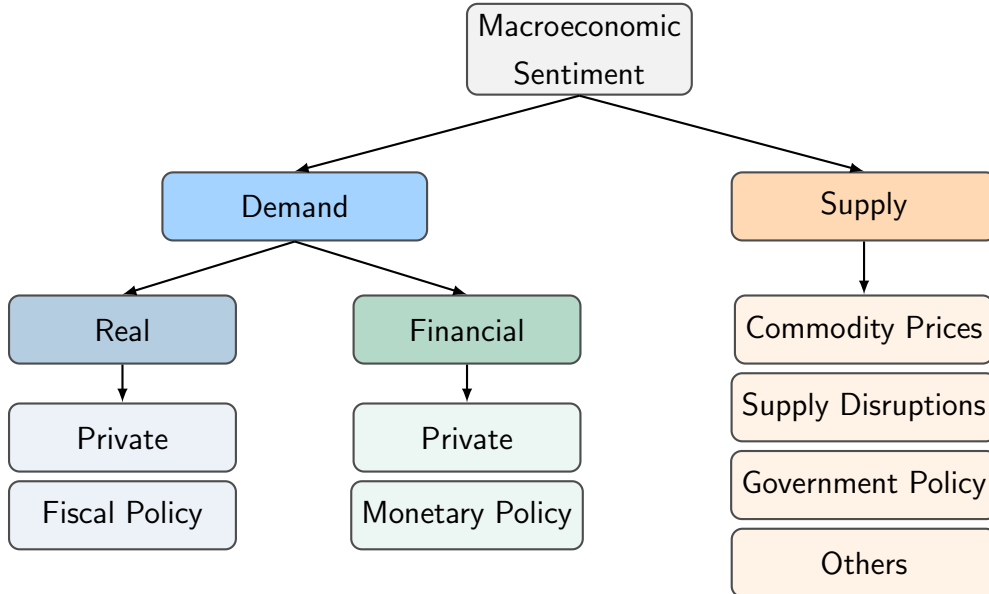 Macroeconomic
Sentiment
Demand
Supply
Real
Financial
Commodity Prices
Supply Disruptions
Private
Private
Government Policy
Fiscal Policy
Monetary Policy
Others